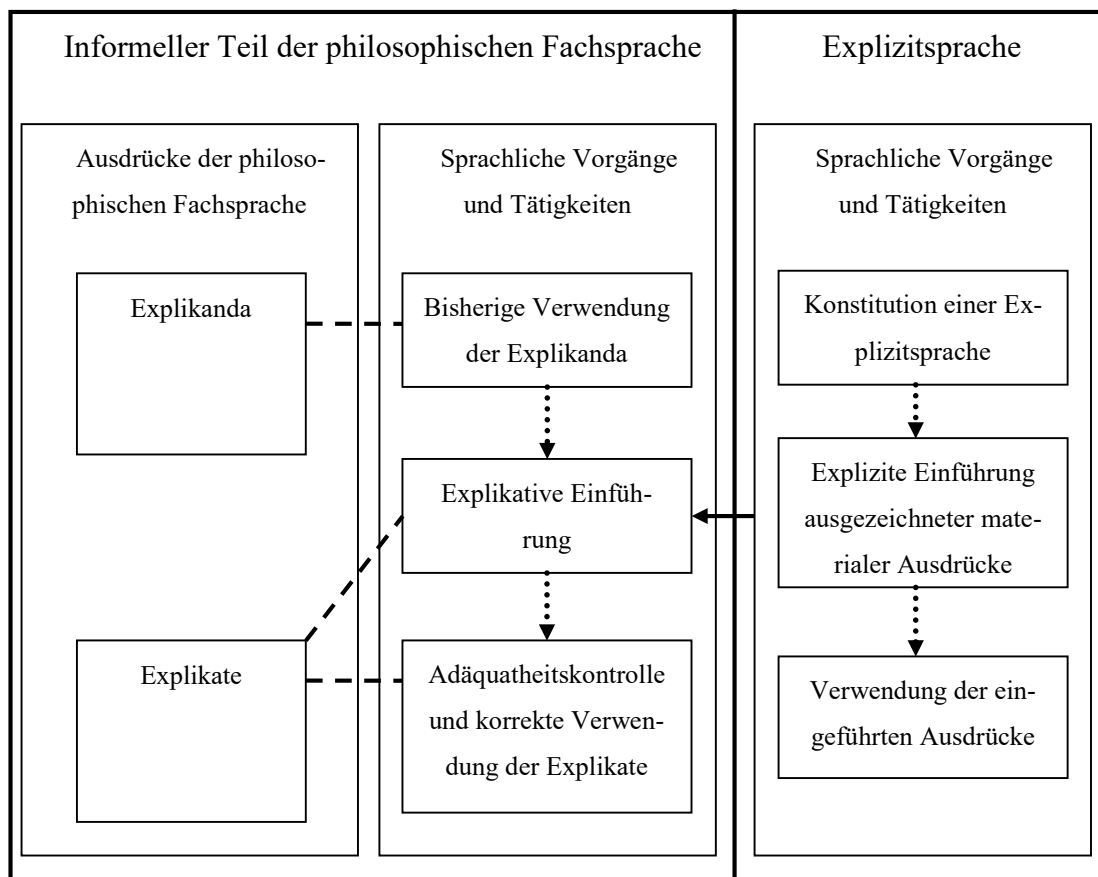 Informeller Teil der philosophischen Fachsprache
Explizitsprache
Ausdrücke der philoso-
phischen Fachsprache
Explikanda
Explikate
Sprachliche Vorgänge
und Tätigkeiten
Bisherige Verwendung
der Explikanda
Explikative Einfüh-
rung
Adäquatheitskontrolle
und korrekte Verwen-
dung der Explikate
Sprachliche Vorgänge
und Tätigkeiten
Konstitution einer Ex-
plizitsprache
Explizite Einführung
ausgezeichneter mate-
rialer Ausdrücke
Verwendung der ein-
geführten Ausdrücke